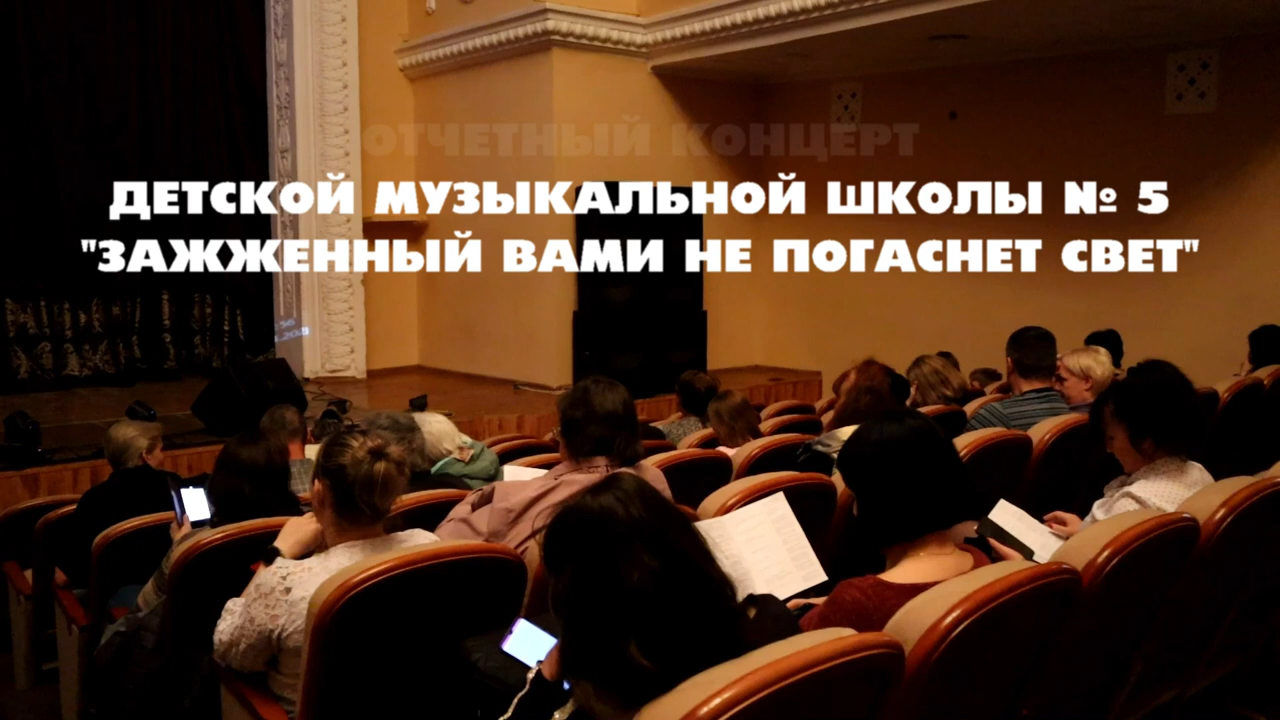 ОТЧЕТНЫЙ КОНЦЕРТ
ДЕТСКОЙ МУЗЫКАЛЬНОЙ ШКОЛЫ № 5
"ЗАЖЖЕННЫЙ ВАМИ НЕ ПОГАСНЕТ СВЕТ"